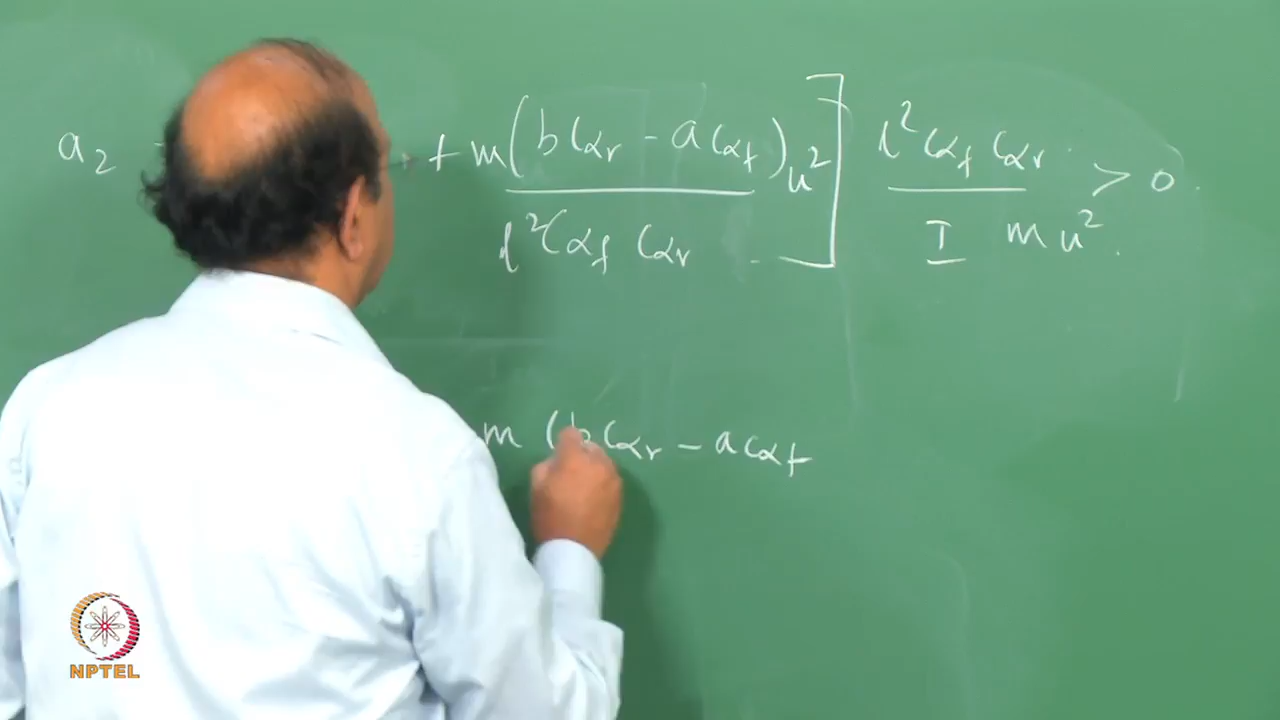 a₂ + m(bCαr − aCαf)u² ] l²Cαf Cαr > 0.
l²Cαf Cαr I mu².
m (bCαr − aCαf
NPTEL